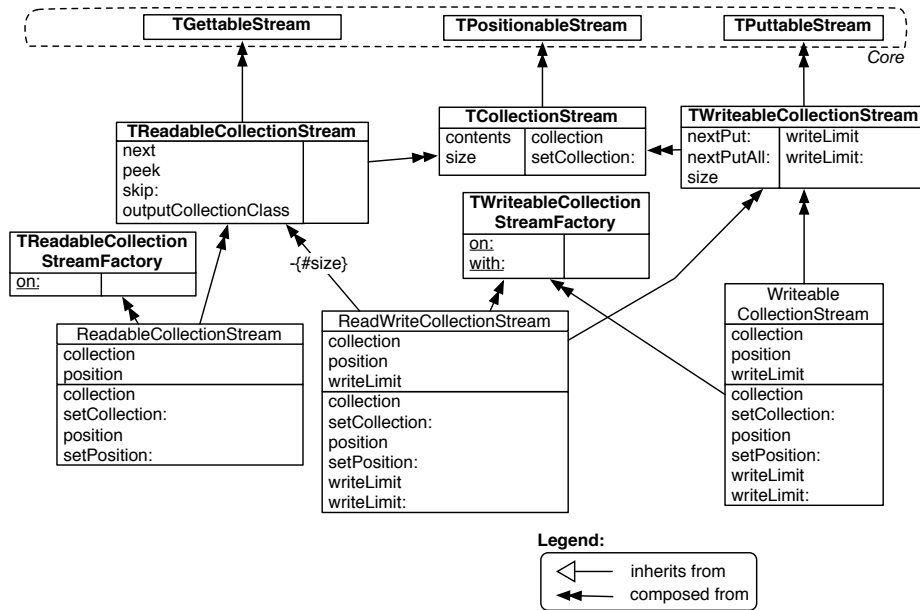 TGettableStream
TPositionableStream
TPuttableStream
Core
TReadableCollectionStream
next
peek
skip:
outputCollectionClass
TCollectionStream
contents
size
collection
setCollection:
TWriteableCollectionStream
nextPut:
nextPutAll:
size
writeLimit
writeLimit:
TReadableCollection
StreamFactory
on:
-{#size}
TWriteableCollection
StreamFactory
on:
with:
ReadableCollectionStream
collection
position
collection
setCollection:
position
setPosition:
ReadWriteCollectionStream
collection
position
writeLimit
collection
setCollection:
position
setPosition:
writeLimit
writeLimit:
Writeable
CollectionStream
collection
position
writeLimit
collection
setCollection:
position
setPosition:
writeLimit
writeLimit:
Legend:
inherits from
composed from